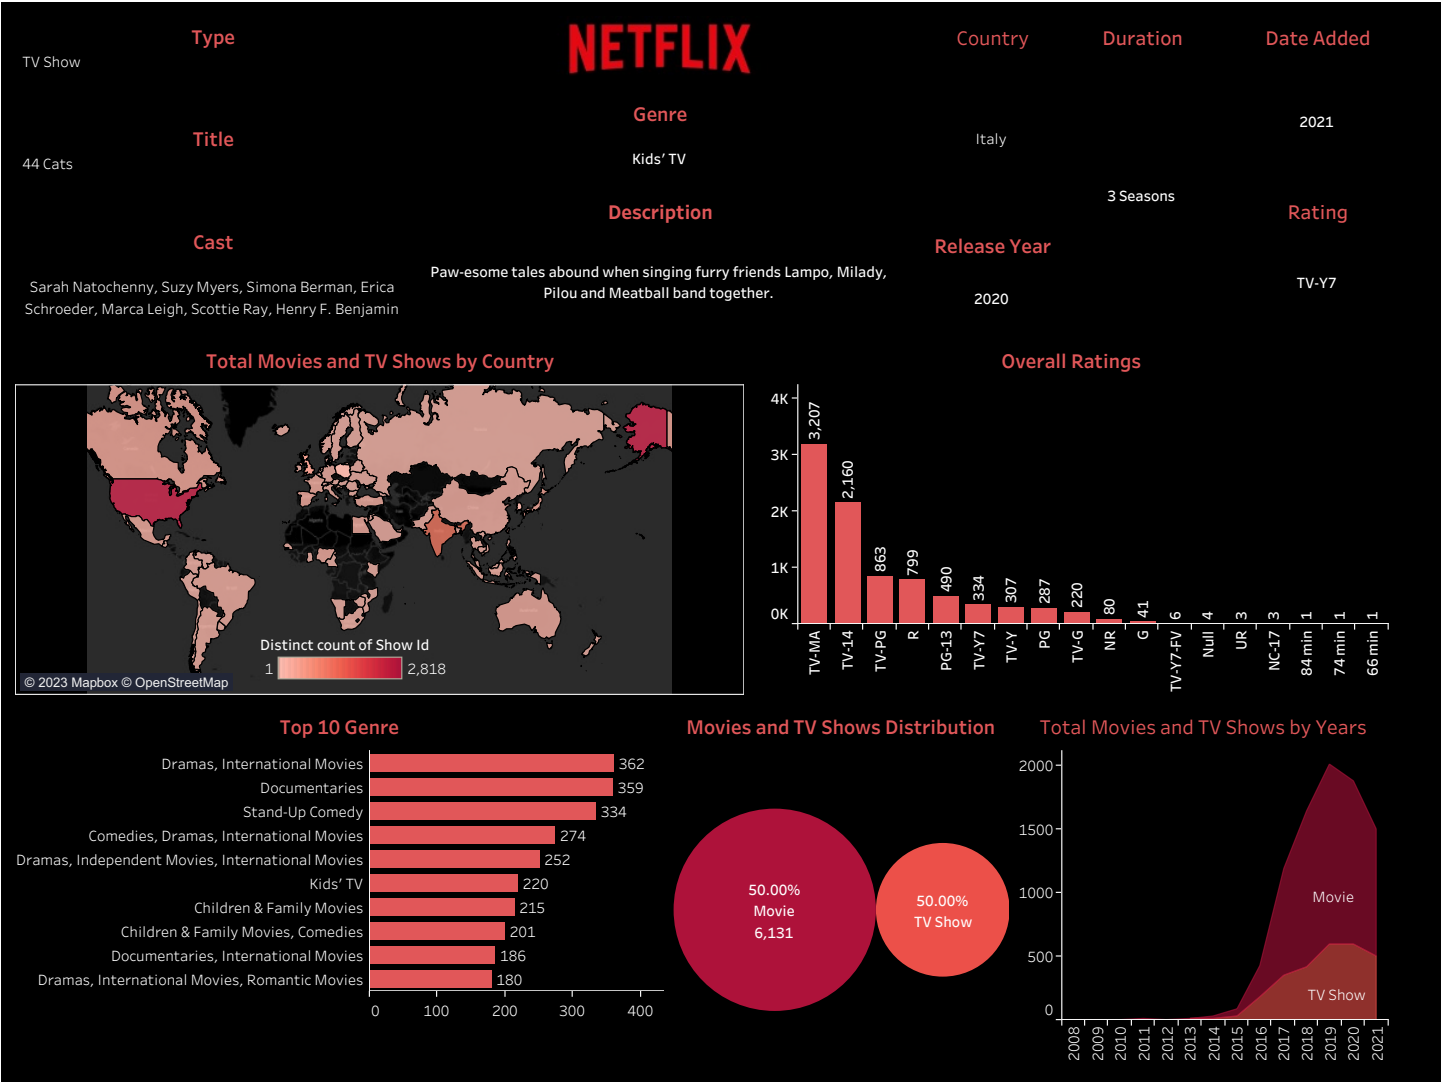 Type
TV Show
Title
44 Cats
Cast
Sarah Natochenny, Suzy Myers, Simona Berman, Erica
Schroeder, Marca Leigh, Scottie Ray, Henry F. Benjamin
NETFLIX
Genre
Kids' TV
Description
Paw-esome tales abound when singing furry friends Lampo, Milady,
Pilou and Meatball band together.
Country
Italy
Release Year
2020
Duration
3 Seasons
Date Added
2021
Rating
TV-Y7
Total Movies and TV Shows by Country
Distinct count of Show Id
1
2,818
© 2023 Mapbox © OpenStreetMap
Overall Ratings
4K
3K
2K
1K
0K
3,207
2,160
863
799
490
334
307
287
220
80
41
6
4
3
3
1
1
1
TV-MA
TV-14
TV-PG
R
PG-13
TV-Y7
TV-Y
PG
TV-G
NR
G
TV-Y7-FV
Null
UR
NC-17
84 min
74 min
66 min
Top 10 Genre
Dramas, International Movies 362
Documentaries 359
Stand-Up Comedy 334
Comedies, Dramas, International Movies 274
Dramas, Independent Movies, International Movies 252
Kids' TV 220
Children & Family Movies 215
Children & Family Movies, Comedies 201
Documentaries, International Movies 186
Dramas, International Movies, Romantic Movies 180
0 100 200 300 400
Movies and TV Shows Distribution
50.00%
Movie
6,131
50.00%
TV Show
Total Movies and TV Shows by Years
2000
1500
1000
500
0
Movie
TV Show
2008
2009
2010
2011
2012
2013
2014
2015
2016
2017
2018
2019
2020
2021